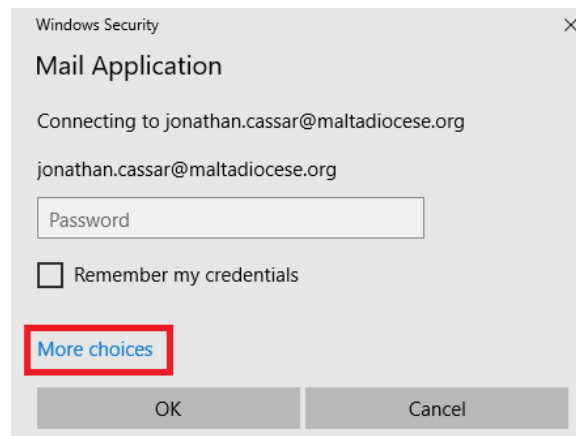 Windows Security
Mail Application
Connecting to jonathan.cassar@maltadiocese.org
jonathan.cassar@maltadiocese.org
Password
Remember my credentials
More choices
OK Cancel